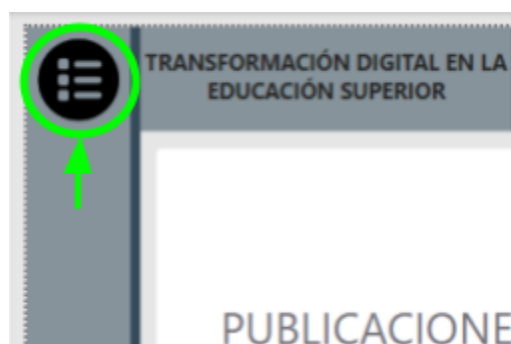 TRANSFORMACIÓN DIGITAL EN LA
EDUCACIÓN SUPERIOR
PUBLICACIONE